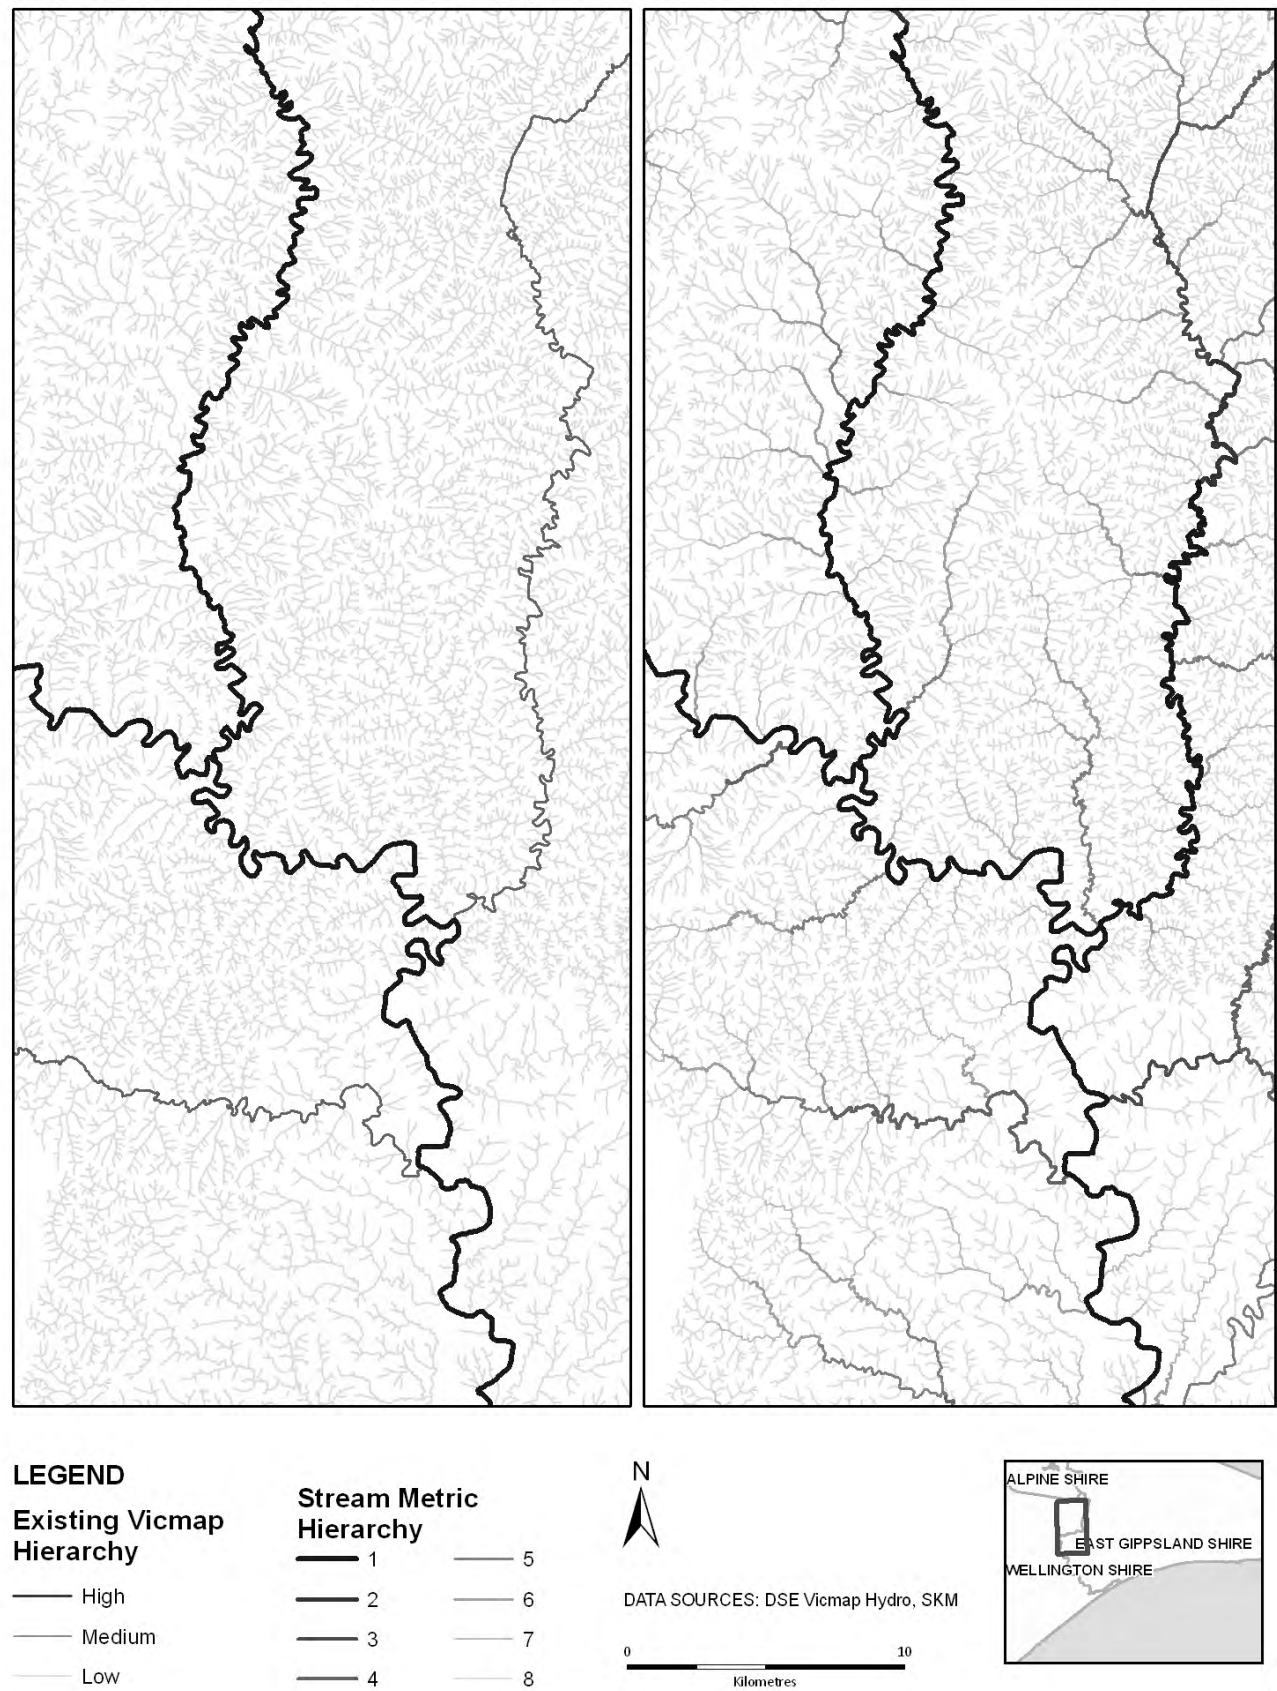 LEGEND
Existing Vicmap
Hierarchy
High
Medium
Low
Stream Metric
Hierarchy
1
2
3
4
5
6
7
8
N
DATA SOURCES: DSE Vicmap Hydro, SKM
0 10
Kilometres
ALPINE SHIRE
EAST GIPPSLAND SHIRE
WELLINGTON SHIRE